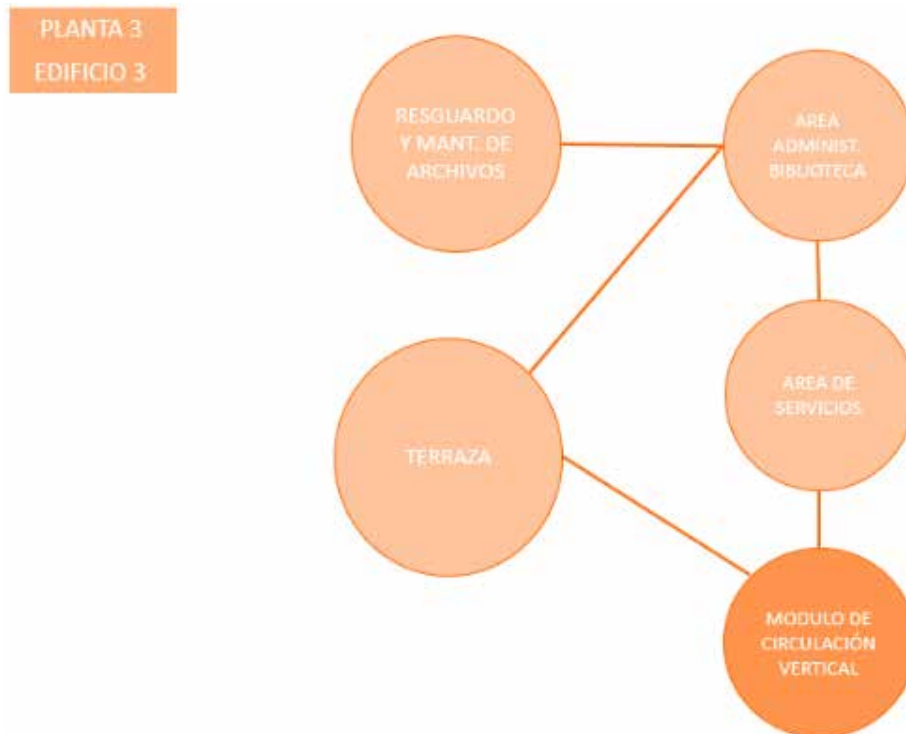 PLANTA 3
EDIFICIO 3
RESGUARDO
Y MANT. DE
ARCHIVOS
AREA
ADMINIST.
BIBLIOTECA
TERRAZA
AREA DE
SERVICIOS
MODULO DE
CIRCULACIÓN
VERTICAL